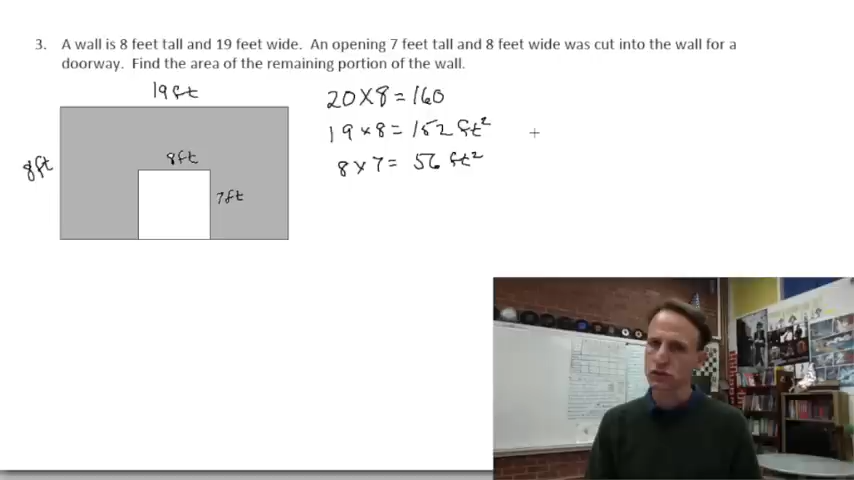 3. A wall is 8 feet tall and 19 feet wide. An opening 7 feet tall and 8 feet wide was cut into the wall for a
doorway. Find the area of the remaining portion of the wall.
19 ft
20 x 8 = 160
19 x 8 = 152 ft²
8 x 7 = 56 ft²
8ft
8ft
7ft